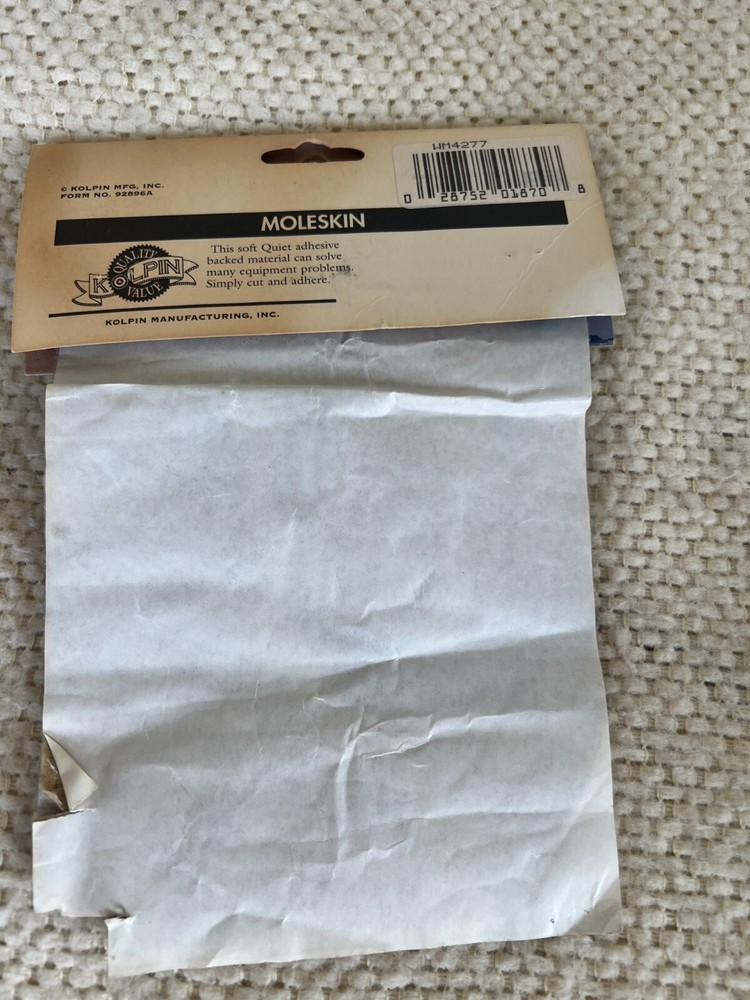 WM4277
0 28752 01870 8
© KOLPIN MFG, INC.
FORM NO. 92896A
MOLESKIN
QUALITY
KOLPIN
VALUE
This soft Quiet adhesive
backed material can solve
many equipment problems.
Simply cut and adhere.
KOLPIN MANUFACTURING, INC.